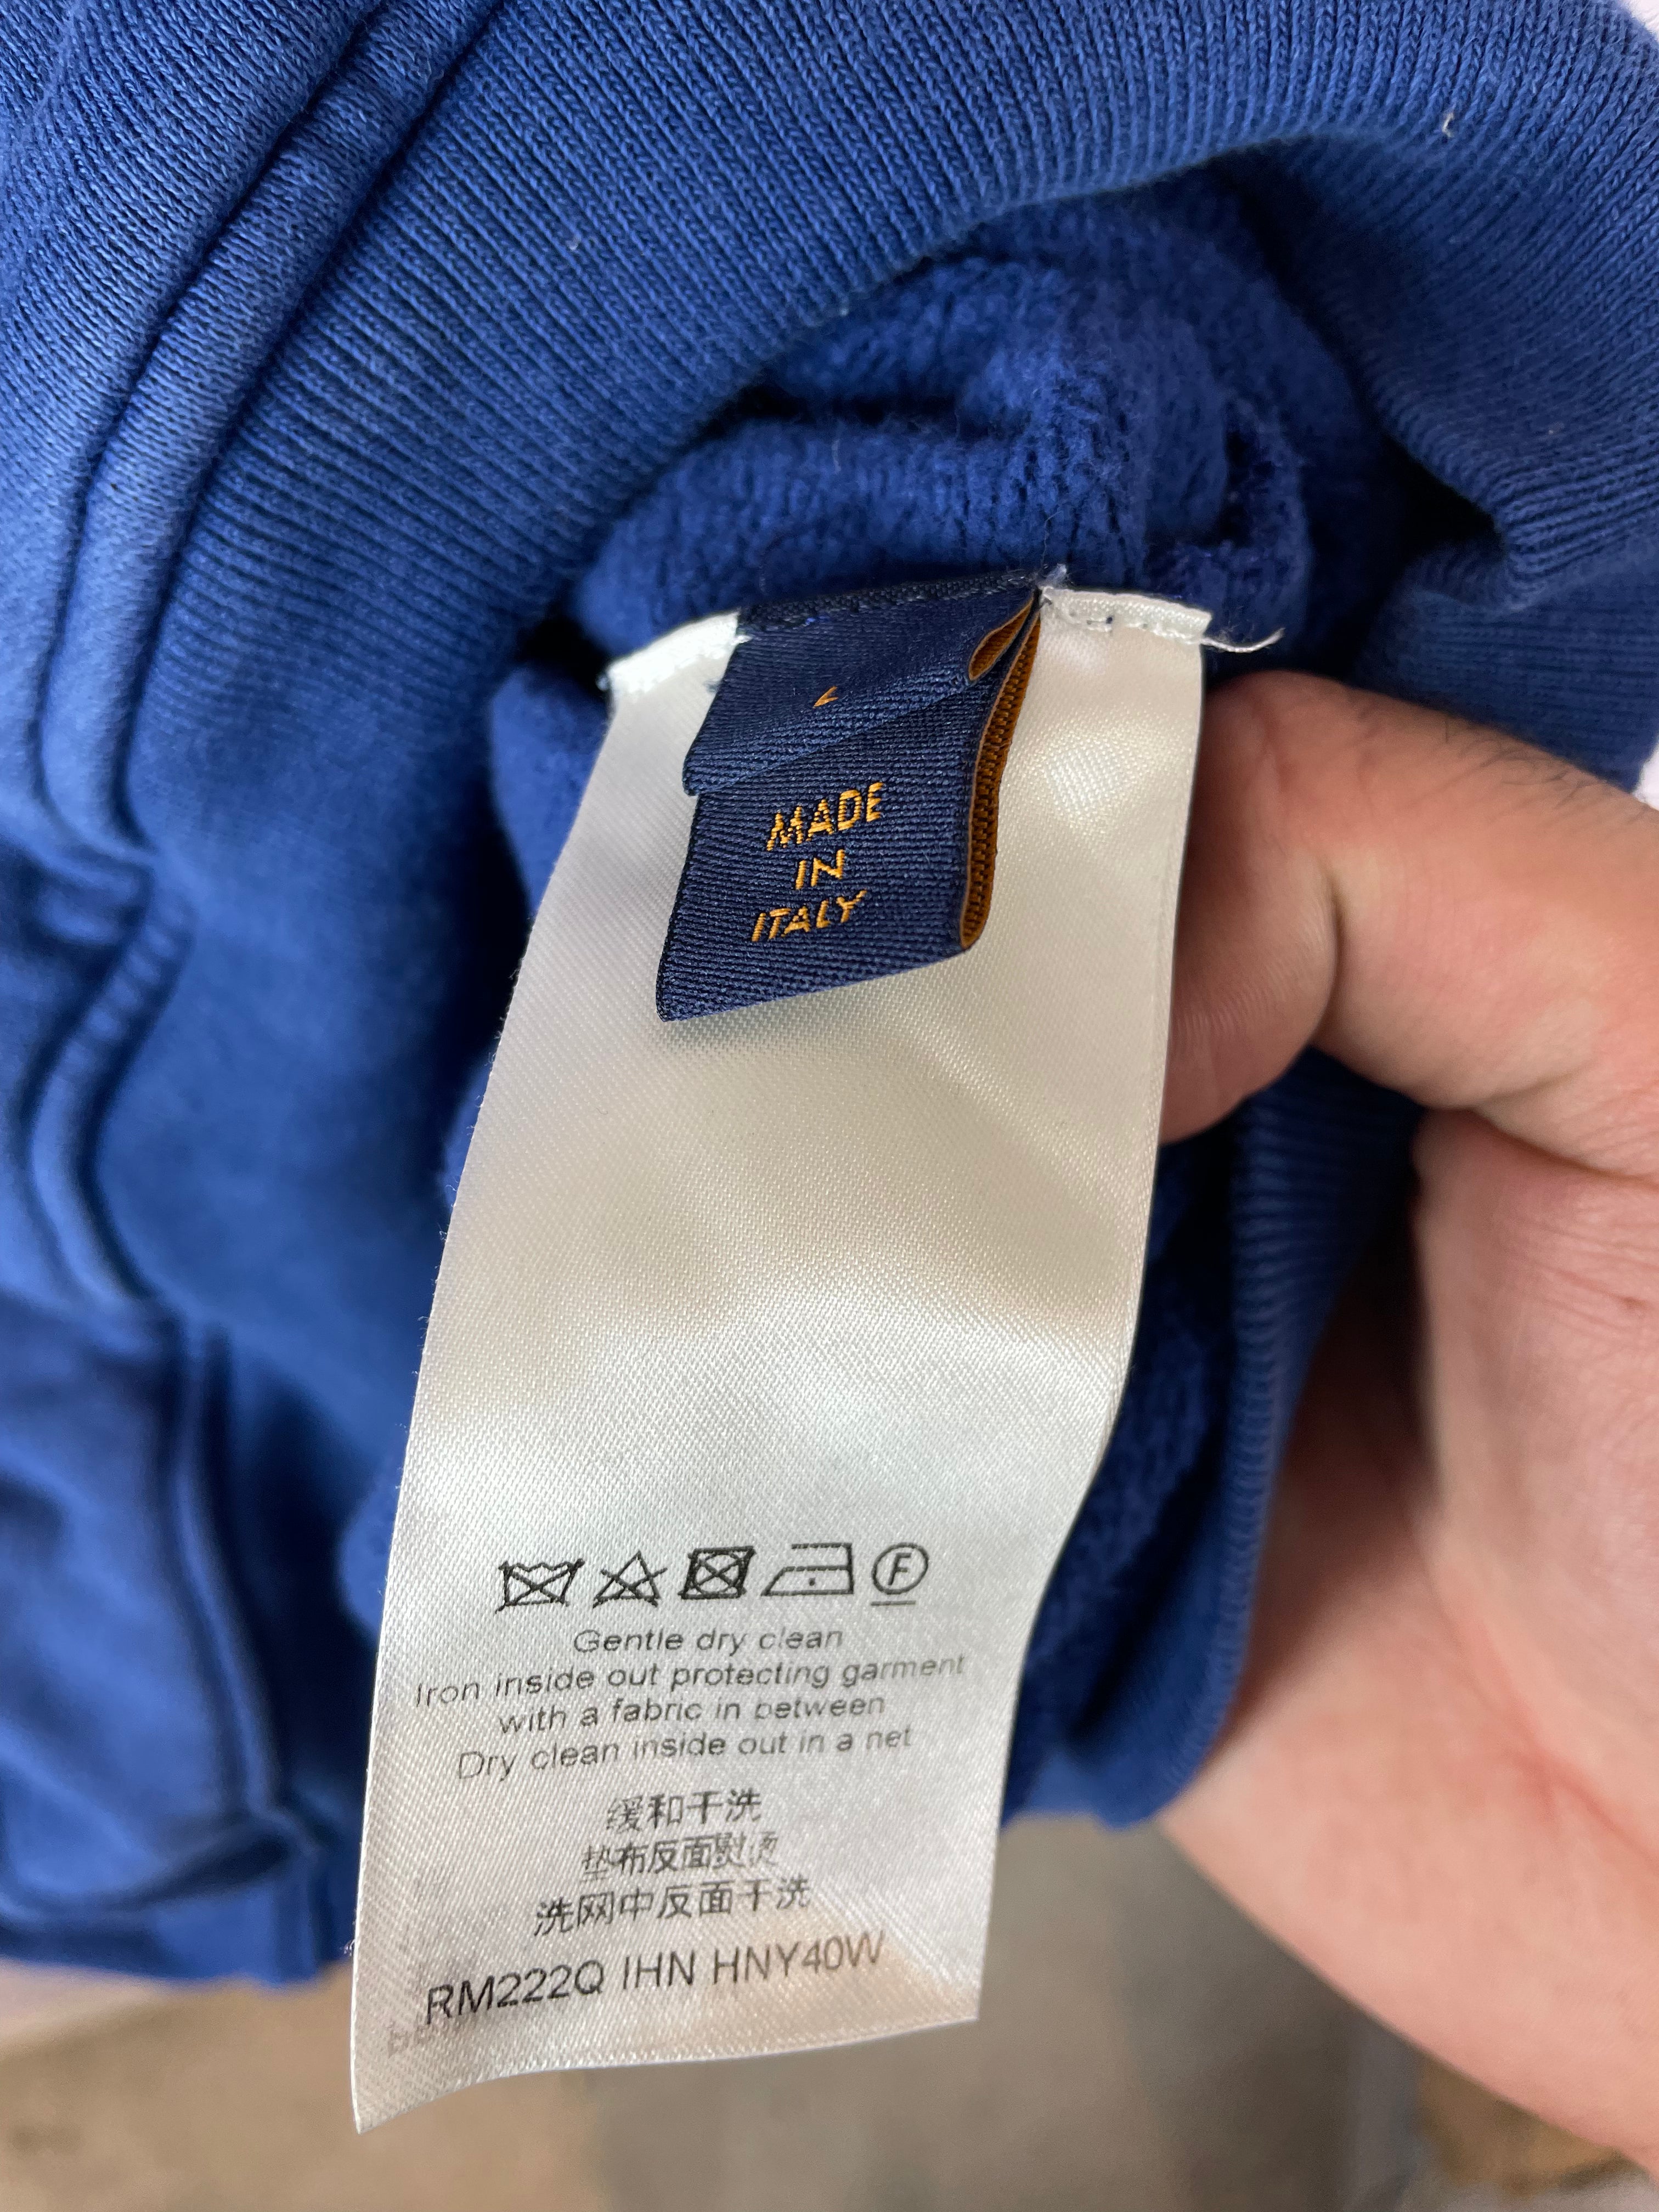 L
MADE
IN
ITALY
F
Gentle dry clean
Iron inside out protecting garment
with a fabric in between
Dry clean inside out in a net
缓和干洗
垫布反面熨烫
洗网中反面干洗
RM222Q IHN HNY40W